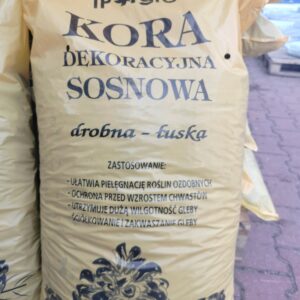 KORA
DEKORACYJNA
SOSNOWA
drobna - łuska
ZASTOSOWANIE:
- UŁATWIA PIELĘGNACJĘ ROŚLIN OZDOBNYCH
- OCHRONA PRZED WZROSTEM CHWASTÓW
- UTRZYMUJE DUŻĄ WILGOTNOŚĆ GLEBY
- ŚCIÓŁKOWANIE I ZAKWASZANIE GLEBY